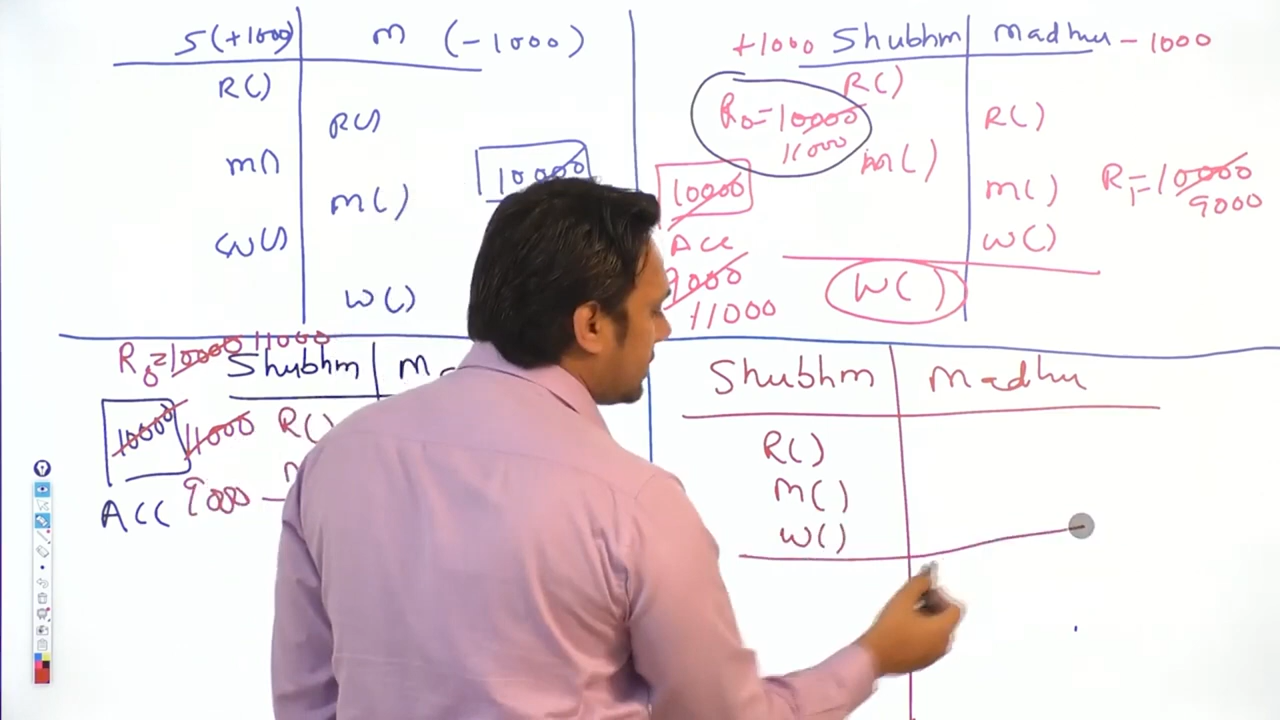 S(+1000) m (-1000)
R()
R()
m()
10000
m()
W()
W()
+1000 Shubhm madhu - 1000
R()
R0=10000
11000
R()
m()
10000
m()
R1=10000
9000
Acc
W()
9000
W()
11000
R0=10000 11000
Shubhm
10000
11000 R()
Acc
9000
Shubhm madhu
R()
m()
W()